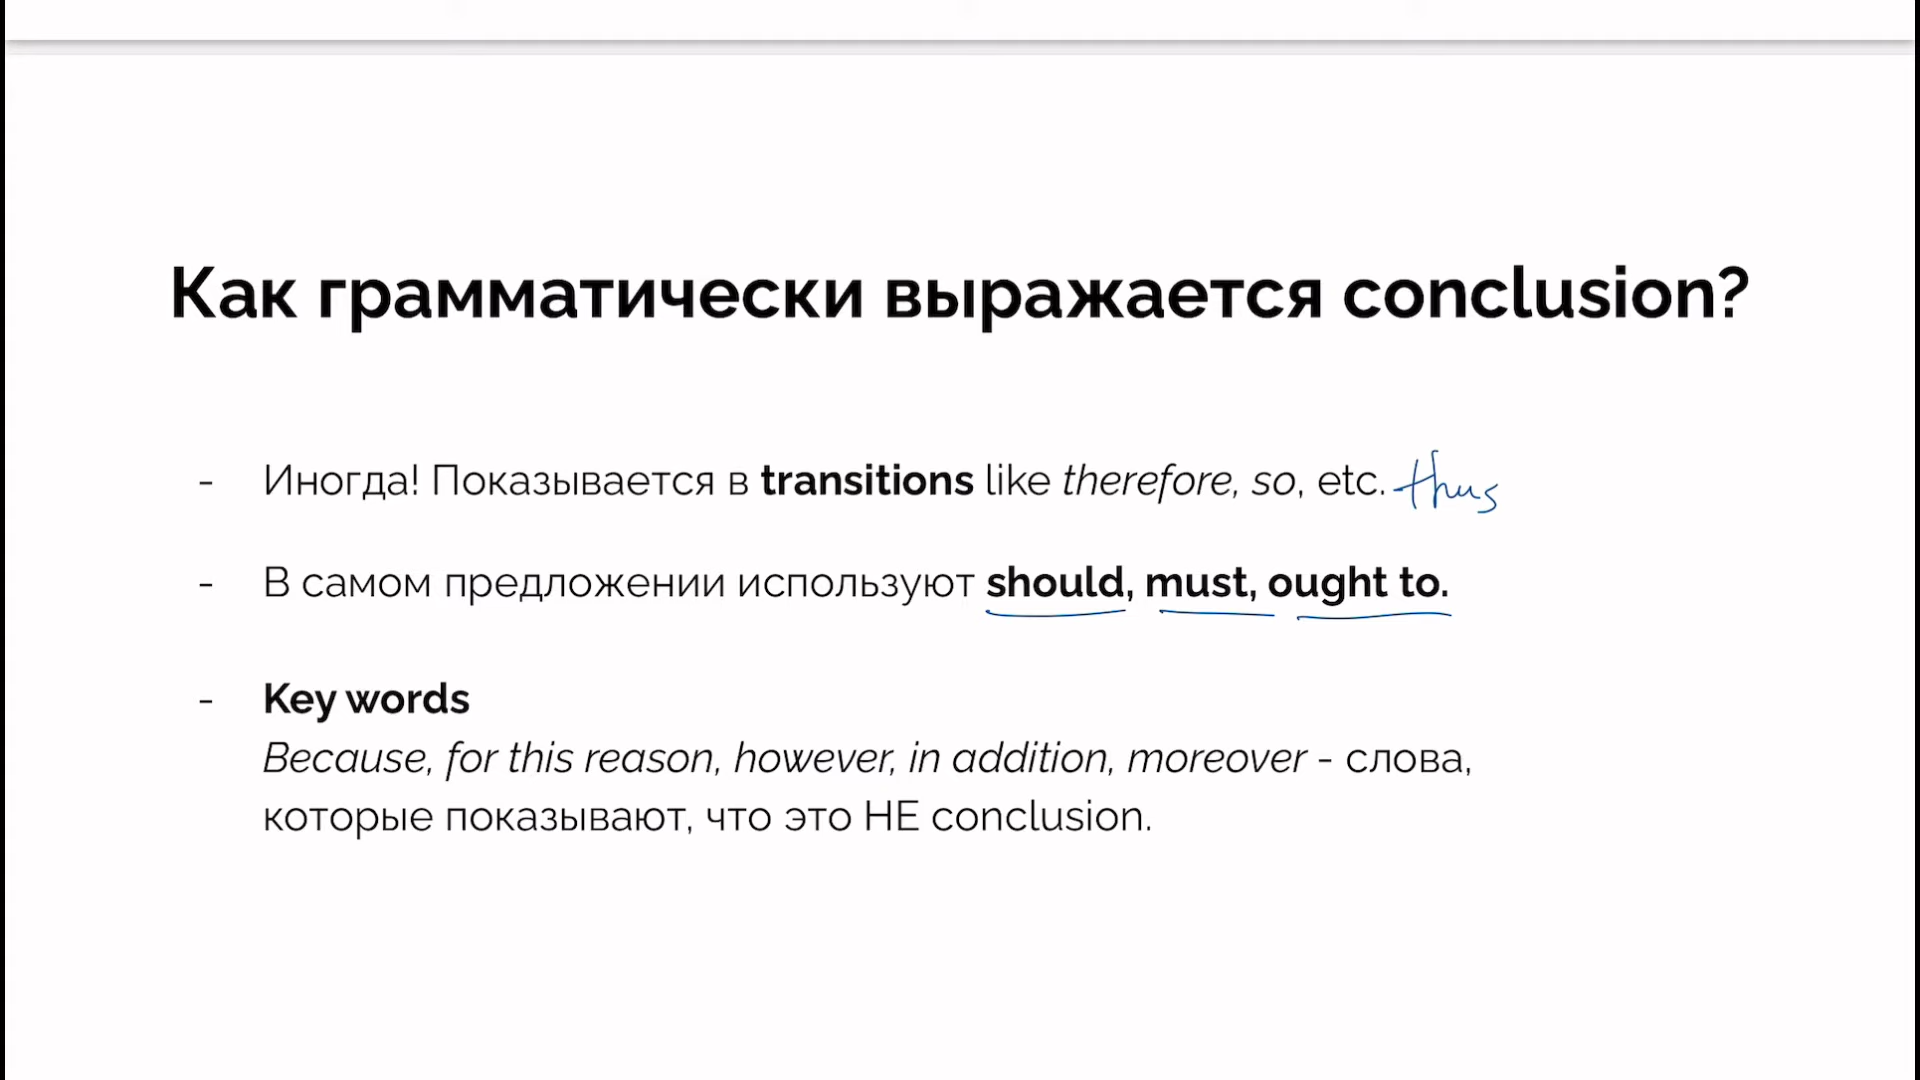 Как грамматически выражается conclusion?
- Иногда! Показывается в transitions like therefore, so, etc. thus
- В самом предложении используют should, must, ought to.
- Key words
Because, for this reason, however, in addition, moreover - слова,
которые показывают, что это НЕ conclusion.